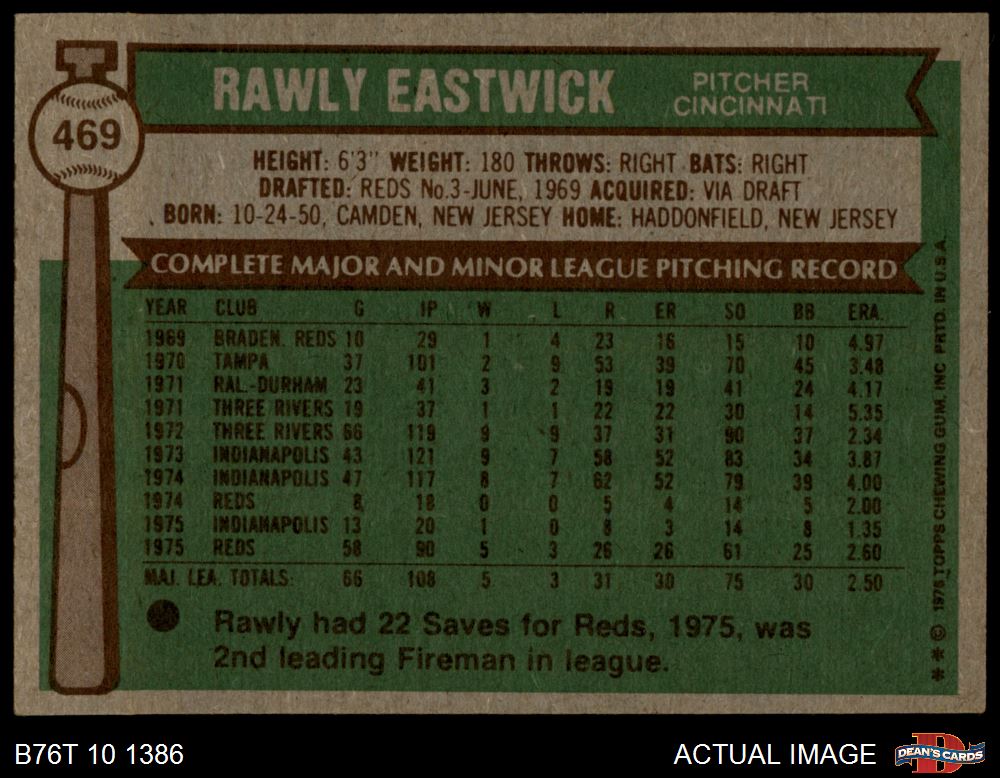 RAWLY EASTWICK
PITCHER
CINCINNATI
469
HEIGHT: 6'3" WEIGHT: 180 THROWS: RIGHT BATS: RIGHT
DRAFTED: REDS No.3-JUNE, 1969 ACQUIRED: VIA DRAFT
BORN: 10-24-50, CAMDEN, NEW JERSEY HOME: HADDONFIELD, NEW JERSEY
COMPLETE MAJOR AND MINOR LEAGUE PITCHING RECORD
YEAR CLUB G IP W L R ER SO BB ERA
1969 BRADEN. REDS 10 29 1 4 23 16 15 10 4.97
1970 TAMPA 37 101 2 9 53 39 70 45 3.48
1971 RAL.-DURHAM 23 41 3 2 19 19 41 24 4.17
1971 THREE RIVERS 19 37 1 1 22 22 30 14 5.35
1972 THREE RIVERS 66 119 9 9 37 31 90 37 2.34
1973 INDIANAPOLIS 43 121 9 7 58 52 83 34 3.87
1974 INDIANAPOLIS 47 117 8 7 62 52 79 39 4.00
1974 REDS 8 18 0 0 5 4 14 5 2.00
1975 INDIANAPOLIS 13 20 1 0 8 3 14 8 1.35
1975 REDS 58 90 5 3 26 26 61 25 2.60
MAJ. LEA. TOTALS: 66 108 5 3 31 30 75 30 2.50
Rawly had 22 Saves for Reds, 1975, was
2nd leading Fireman in league.
** © 1976 TOPPS CHEWING GUM, INC PRTD. IN U.S.A.
B76T 10 1386
ACTUAL IMAGE
DEAN'S CARDS